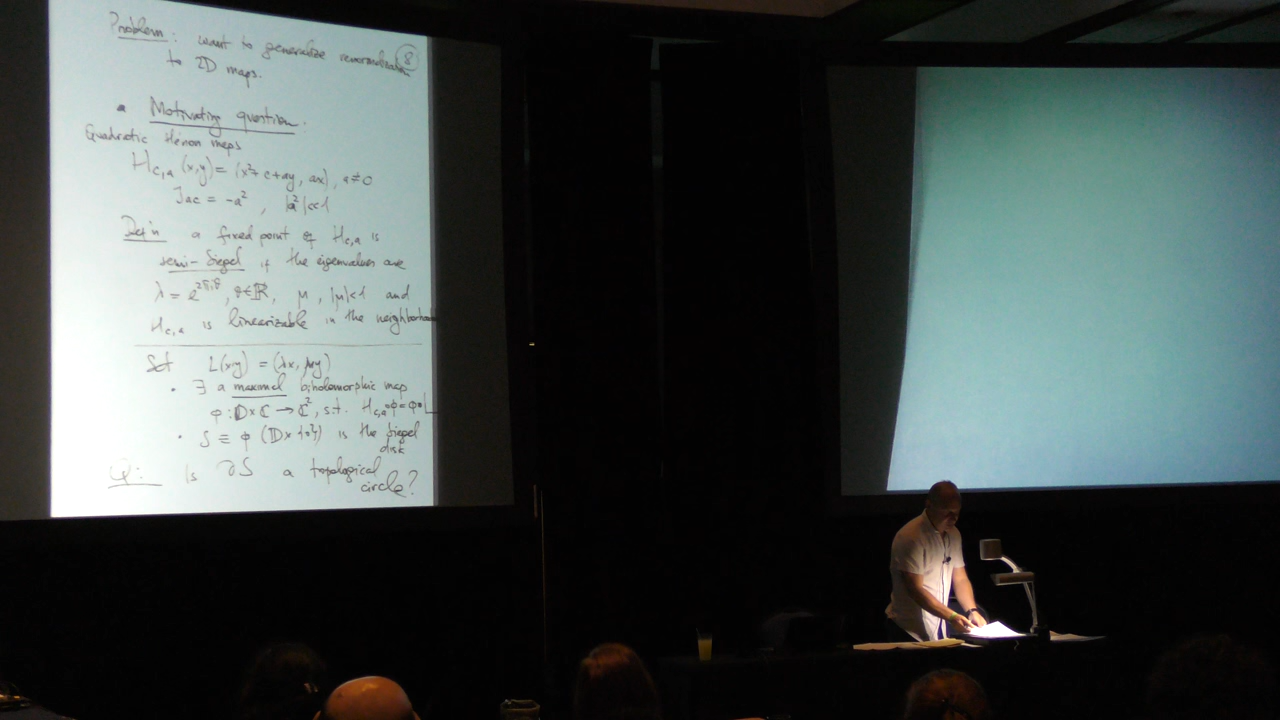 Problem: want to generalize renormalization ⑧
to 2D maps.
• Motivating question.
Quadratic Hénon maps
H_{c,a}(x,y) = (x²+c+ay, ax), a≠0
Jac = -a², |a²|<<1
Def'n a fixed point of H_{c,a} is
semi-Siegel if the eigenvalues are
λ = e^{2πiθ}, θ∈ℝ, μ, |μ|<1 and
H_{c,a} is linearizable in the neighborhood
Set L(x,y) = (λx, μy)
• ∃ a maximal biholomorphic map
φ: 𝔻×ℂ → ℂ², s.t. H_{c,a}∘φ = φ∘L
• S ≡ φ(𝔻×{0}) is the Siegel
disk
Q: Is ∂S a topological
circle?